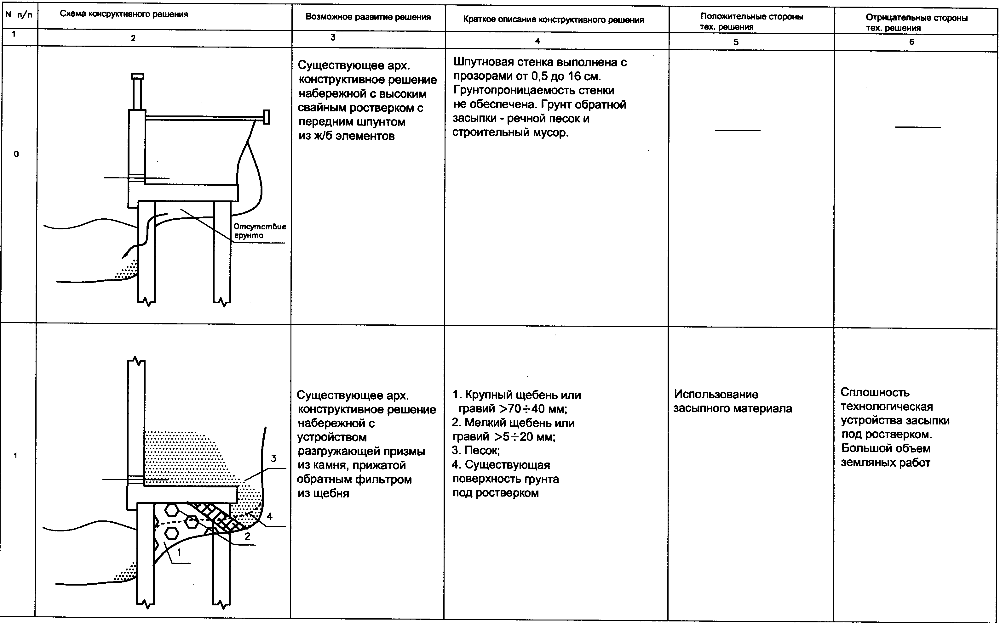 N п/п
Схема консруктивного решения
Возможное развитие решения
Краткое описание конструктивного решения
Положительные стороны
тех. решения
Отрицательные стороны
тех. решения
1
2
3
4
5
6
0
Отсутствие
грунта
Существующее арх.
конструктивное решение
набережной с высоким
свайным ростверком с
передним шпунтом
из ж/б элементов
Шпутновая стенка выполнена с
прозорами от 0,5 до 16 см.
Грунтопроницаемость стенки
не обеспечена. Грунт обратной
засыпки - речной песок и
строительный мусор.
1
3
4
2
1
Существующее арх.
конструктивное решение
набережной с
устройством
разгружающей призмы
из камня, прижатой
обратным фильтром
из щебня
1. Крупный щебень или
гравий >70÷40 мм;
2. Мелкий щебень или
гравий >5÷20 мм;
3. Песок;
4. Существующая
поверхность грунта
под ростверком
Использование
засыпного материала
Сплошность
технологическая
устройства засыпки
под ростверком.
Большой объем
земляных работ